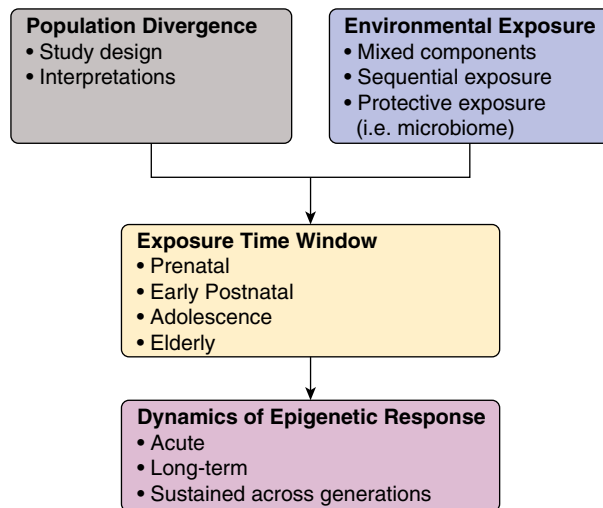 Population Divergence
• Study design
• Interpretations
Environmental Exposure
• Mixed components
• Sequential exposure
• Protective exposure
(i.e. microbiome)
Exposure Time Window
• Prenatal
• Early Postnatal
• Adolescence
• Elderly
Dynamics of Epigenetic Response
• Acute
• Long-term
• Sustained across generations